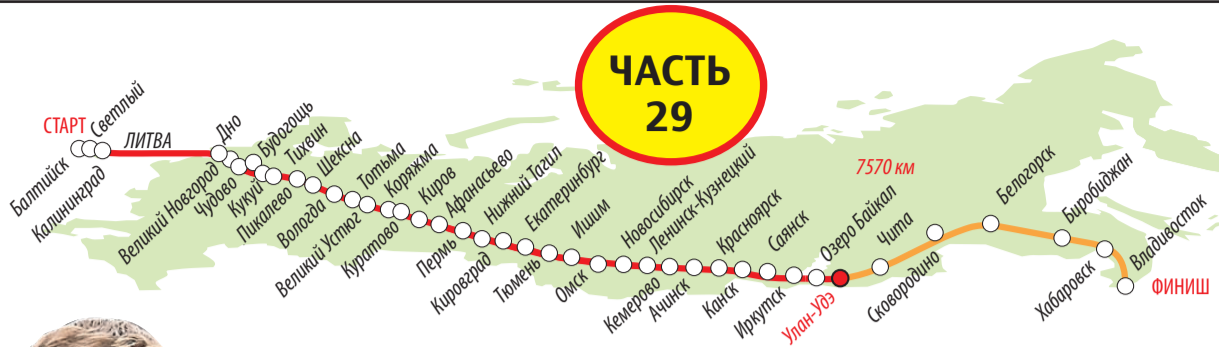 ЧАСТЬ
29
СТАРТ
Балтийск
Светлый
Калининград
ЛИТВА
Дно
Великий Новгород
Чудово
Будогощь
Кукуй
Тихвин
Пикалево
Шексна
Вологда
Тотьма
Великий Устюг
Коряжма
Куратово
Киров
Афанасьево
Пермь
Нижний Тагил
Кировград
Екатеринбург
Тюмень
Ишим
Омск
Новосибирск
Ленинск-Кузнецкий
Кемерово
Ачинск
Красноярск
Канск
Саянск
Иркутск
Озеро Байкал
Улан-Удэ
7570 км
Чита
Сковородино
Белогорск
Биробиджан
Хабаровск
Владивосток
ФИНИШ